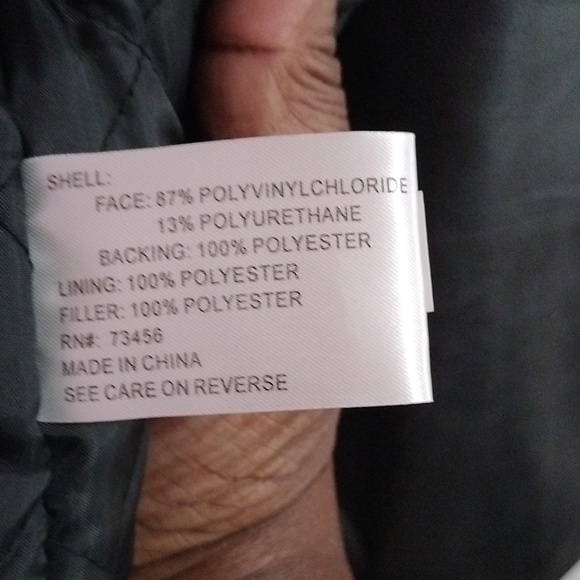 SHELL:
FACE: 87% POLYVINYLCHLORIDE
13% POLYURETHANE
BACKING: 100% POLYESTER
LINING: 100% POLYESTER
FILLER: 100% POLYESTER
RN#: 73456
MADE IN CHINA
SEE CARE ON REVERSE